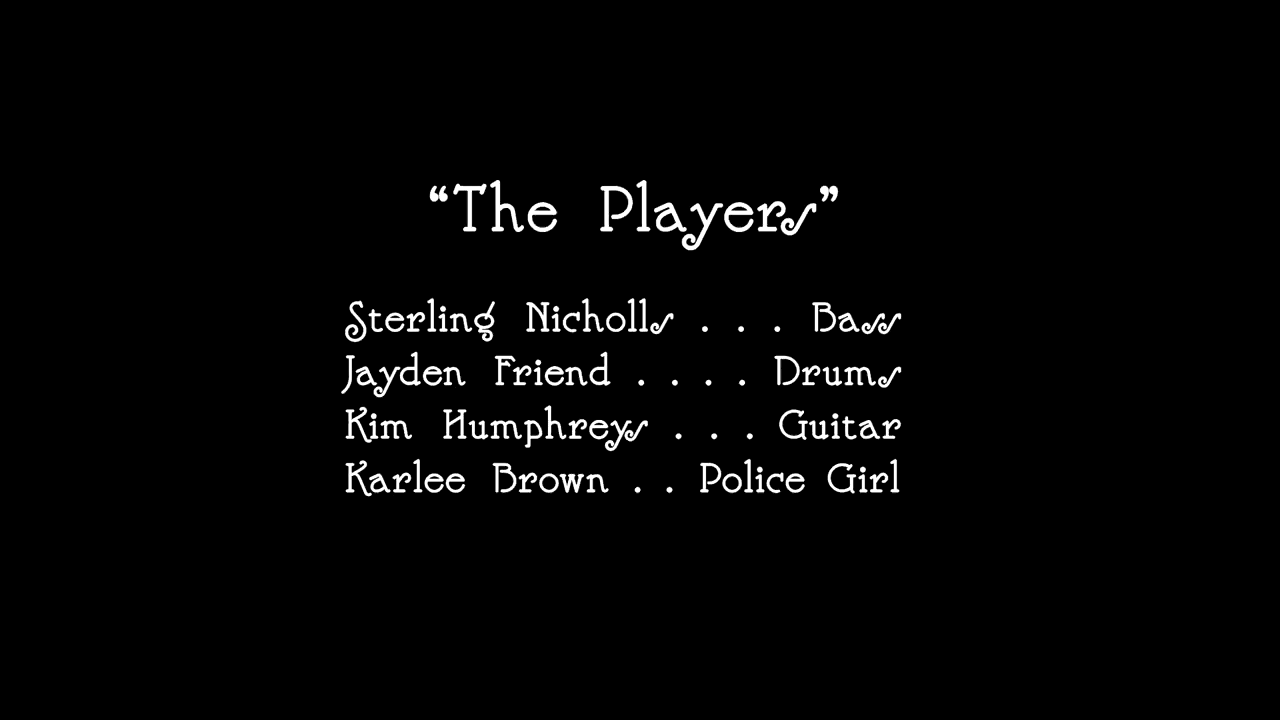 “The Players”
Sterling Nicholls . . . Bass
Jayden Friend . . . . Drums
Kim Humphreys . . . Guitar
Karlee Brown . . Police Girl